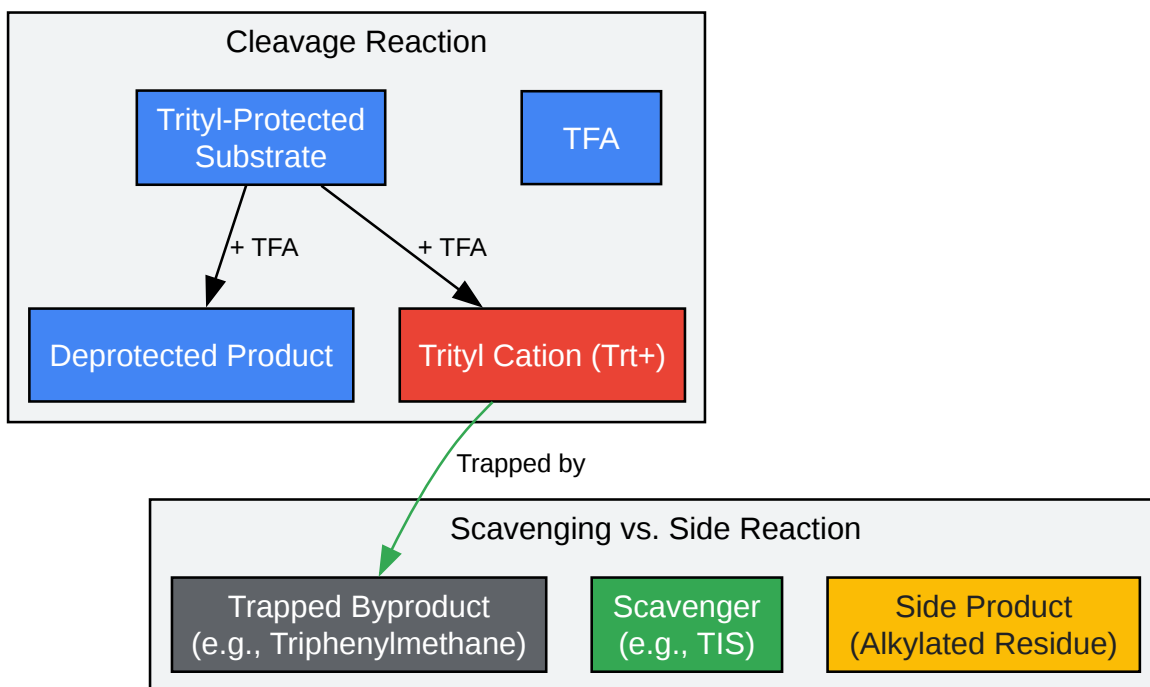 Cleavage Reaction
Trityl-Protected
Substrate
TFA
+ TFA
+ TFA
Deprotected Product
Trityl Cation (Trt+)
Trapped by
Scavenging vs. Side Reaction
Trapped Byproduct
(e.g., Triphenylmethane)
Scavenger
(e.g., TIS)
Side Product
(Alkylated Residue)